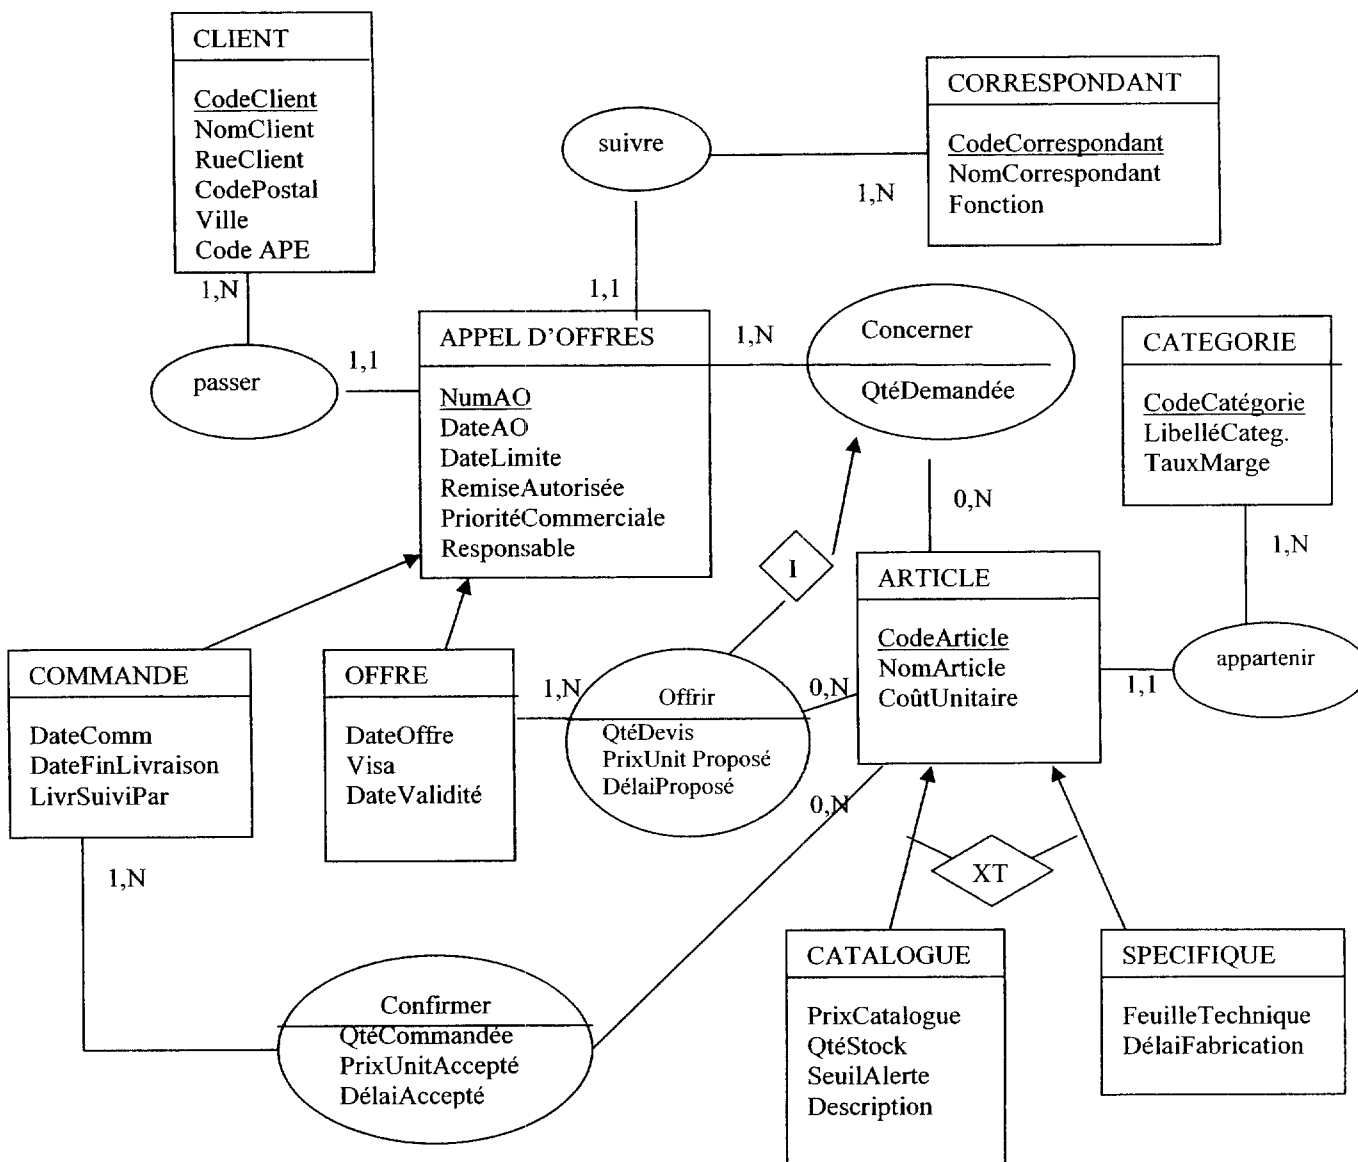 CLIENT
CodeClient
NomClient
RueClient
CodePostal
Ville
Code APE
1,N
suivre
CORRESPONDANT
CodeCorrespondant
NomCorrespondant
Fonction
1,N
1,1
passer
1,1
APPEL D'OFFRES
NumAO
DateAO
DateLimite
RemiseAutorisée
PrioritéCommerciale
Responsable
1,N
Concerner
QtéDemandée
0,N
CATEGORIE
CodeCatégorie
LibelléCateg.
TauxMarge
1,N
I
ARTICLE
CodeArticle
NomArticle
CoûtUnitaire
1,1
appartenir
COMMANDE
DateComm
DateFinLivraison
LivrSuiviPar
1,N
OFFRE
DateOffre
Visa
DateValidité
1,N
Offrir
QtéDevis
PrixUnit Proposé
DélaiProposé
0,N
0,N
XT
Confirmer
QtéCommandée
PrixUnitAccepté
DélaiAccepté
CATALOGUE
PrixCatalogue
QtéStock
SeuilAlerte
Description
SPECIFIQUE
FeuilleTechnique
DélaiFabrication